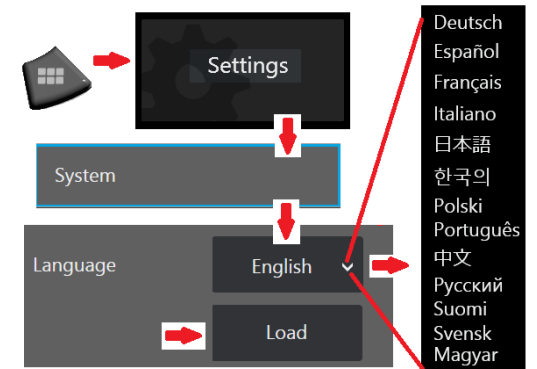 Settings
System
Language
English
Load
Deutsch
Español
Français
Italiano
日本語
한국의
Polski
Português
中文
Русский
Suomi
Svensk
Magyar